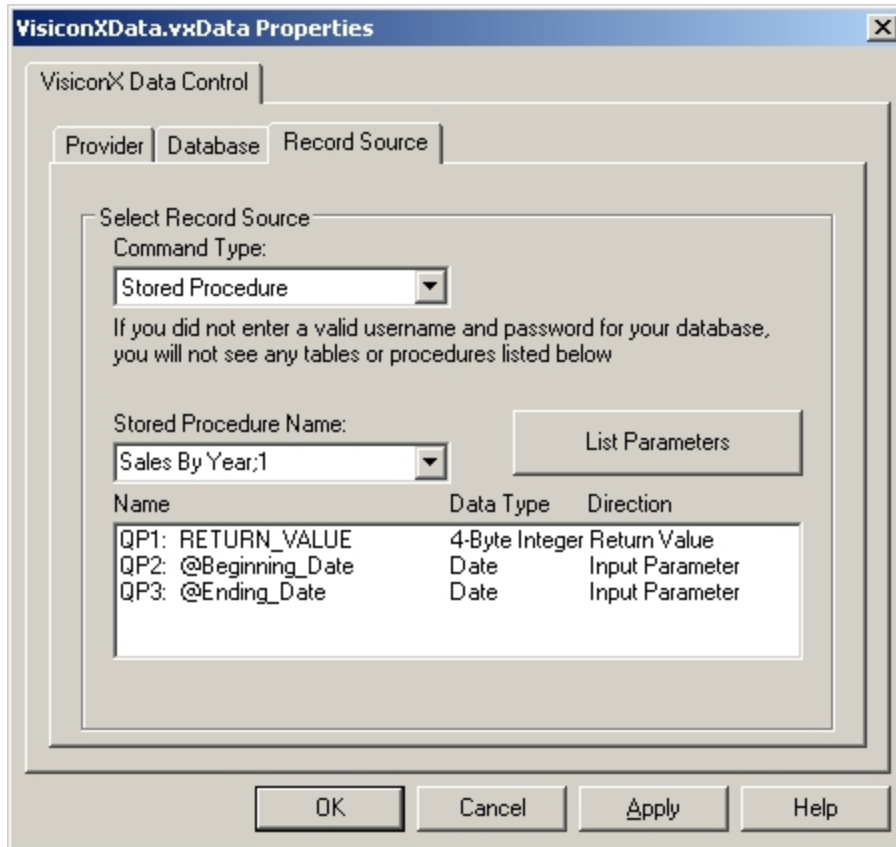 VisiconXData.vxData Properties
VisiconX Data Control
Provider Database Record Source
Select Record Source
Command Type:
Stored Procedure
If you did not enter a valid username and password for your database,
you will not see any tables or procedures listed below
Stored Procedure Name:
List Parameters
Sales By Year;1
Name Data Type Direction
QP1: RETURN_VALUE 4-Byte Integer Return Value
QP2: @Beginning_Date Date Input Parameter
QP3: @Ending_Date Date Input Parameter
OK Cancel Apply Help